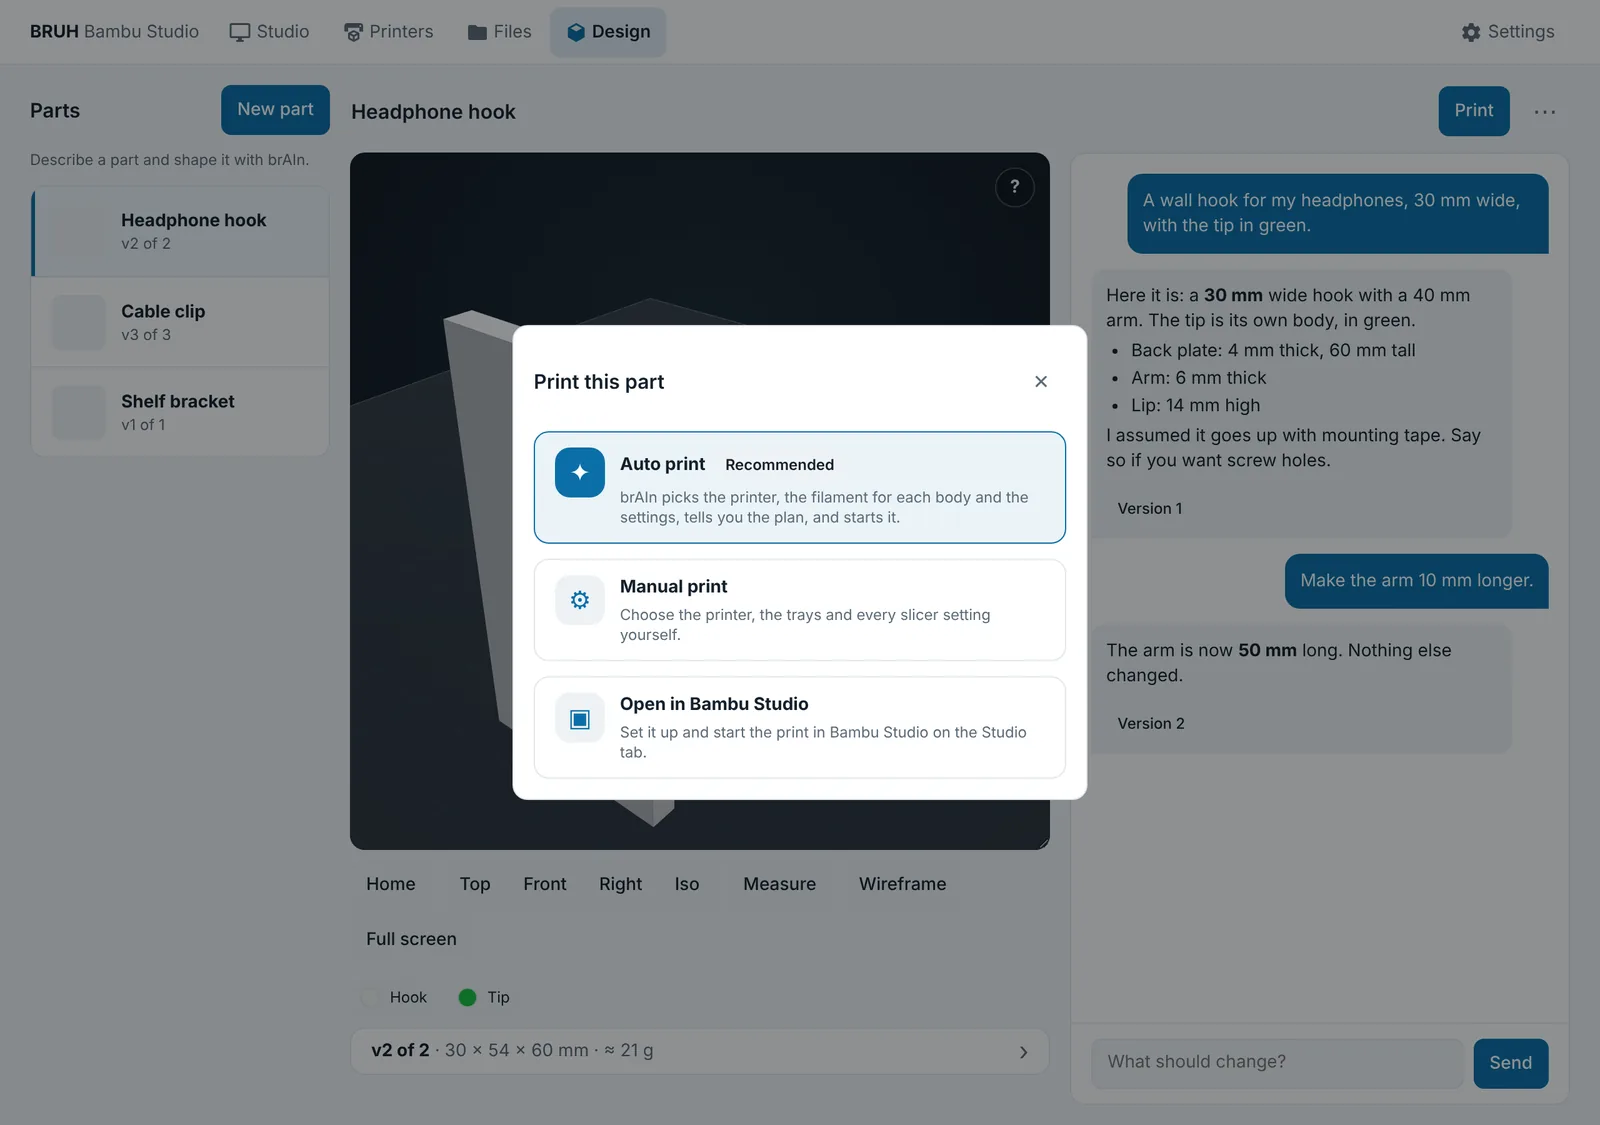 BRUH Bambu Studio
Studio
Printers
Files
Design
Settings
Parts
New part
Describe a part and shape it with brAIn.
Headphone hook
v2 of 2
Cable clip
v3 of 3
Shelf bracket
v1 of 1
Headphone hook
Print
...
?
Print this part
×
Auto print
Recommended
brAIn picks the printer, the filament for each body and the
settings, tells you the plan, and starts it.
Manual print
Choose the printer, the trays and every slicer setting
yourself.
Open in Bambu Studio
Set it up and start the print in Bambu Studio on the Studio
tab.
Home
Top
Front
Right
Iso
Measure
Wireframe
Full screen
Hook
Tip
v2 of 2 · 30 × 54 × 60 mm · ≈ 21 g
A wall hook for my headphones, 30 mm wide,
with the tip in green.
Here it is: a 30 mm wide hook with a 40 mm
arm. The tip is its own body, in green.
• Back plate: 4 mm thick, 60 mm tall
• Arm: 6 mm thick
• Lip: 14 mm high
I assumed it goes up with mounting tape. Say
so if you want screw holes.
Version 1
Make the arm 10 mm longer.
The arm is now 50 mm long. Nothing else
changed.
Version 2
What should change?
Send